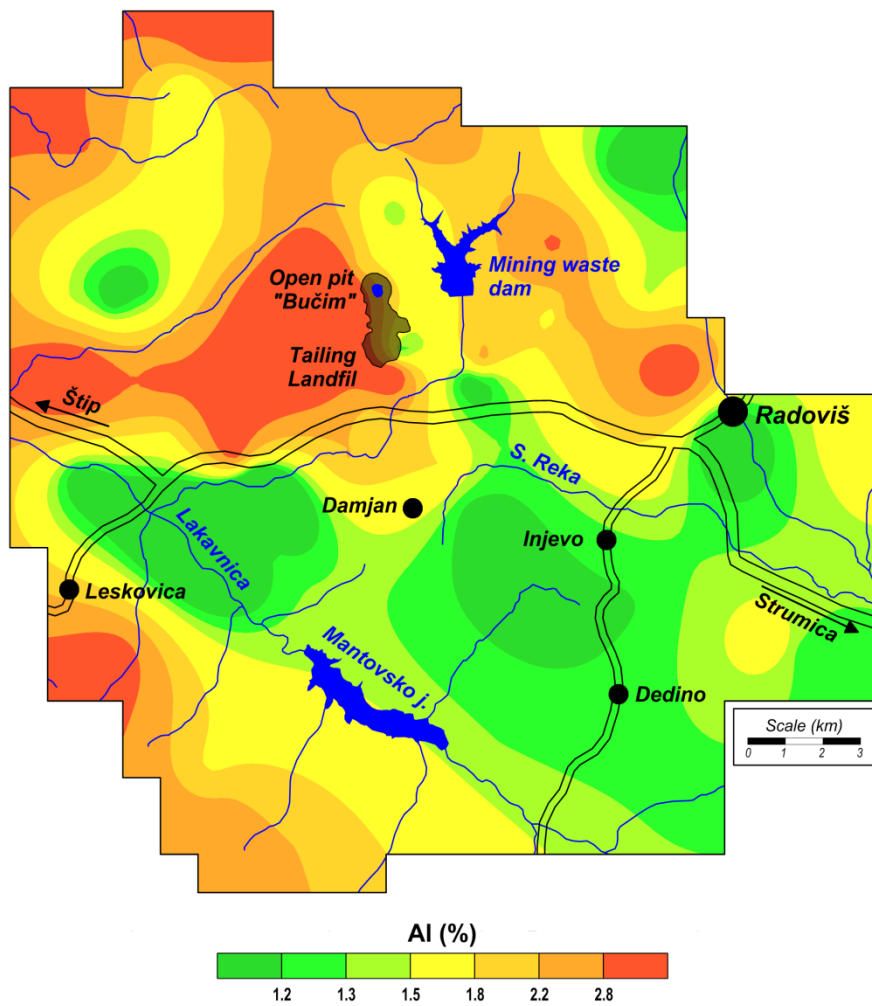 Open pit
"Bučim"
Mining waste
dam
Tailing
Landfil
Štip
Radoviš
S. Reka
Damjan
Injevo
Lakavnica
Leskovica
Strumica
Mantovsko j.
Dedino
Scale (km)
0 1 2 3
Al (%)
1.2 1.3 1.5 1.8 2.2 2.8